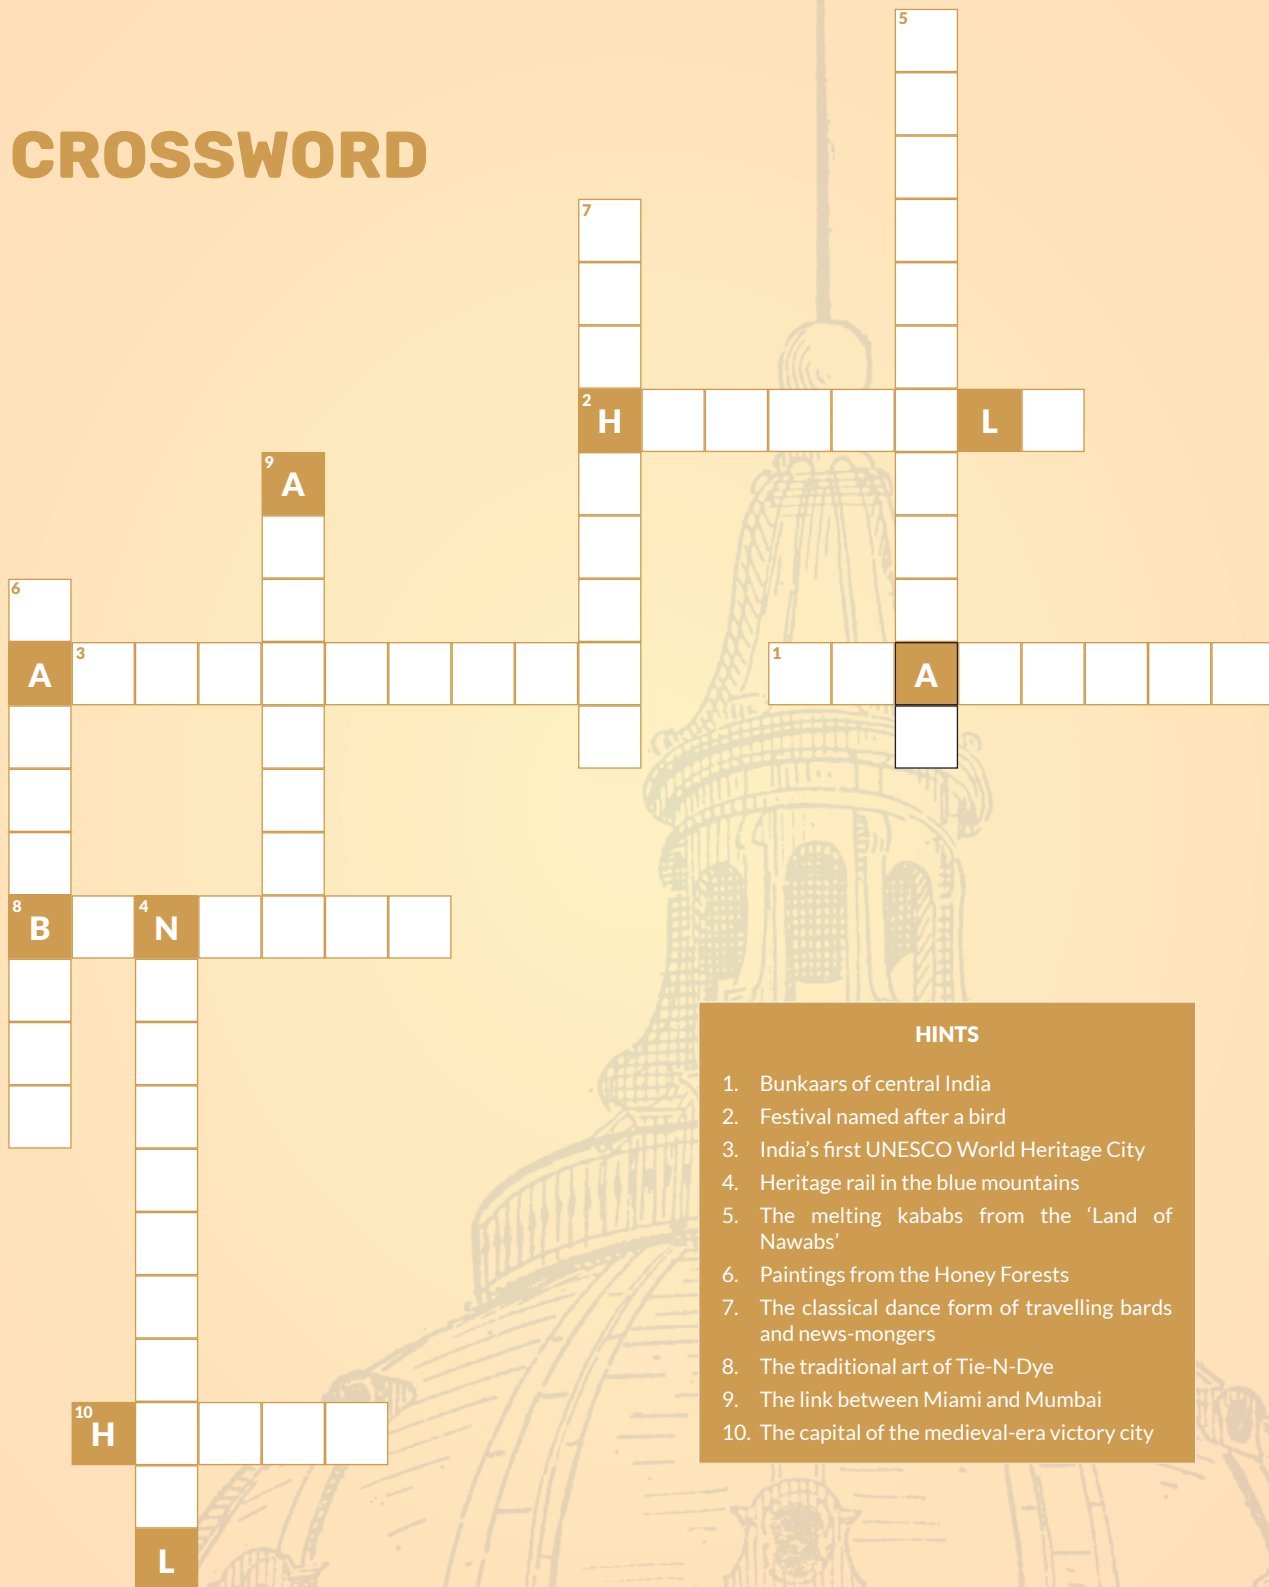 5
CROSSWORD
7
2 H L
9 A
6
A 3 1 A
8 B 4 N
HINTS
1. Bunkaars of central India
2. Festival named after a bird
3. India’s first UNESCO World Heritage City
4. Heritage rail in the blue mountains
5. The melting kababs from the ‘Land of
Nawabs’
6. Paintings from the Honey Forests
7. The classical dance form of travelling bards
and news-mongers
8. The traditional art of Tie-N-Dye
9. The link between Miami and Mumbai
10. The capital of the medieval-era victory city
10 H
L